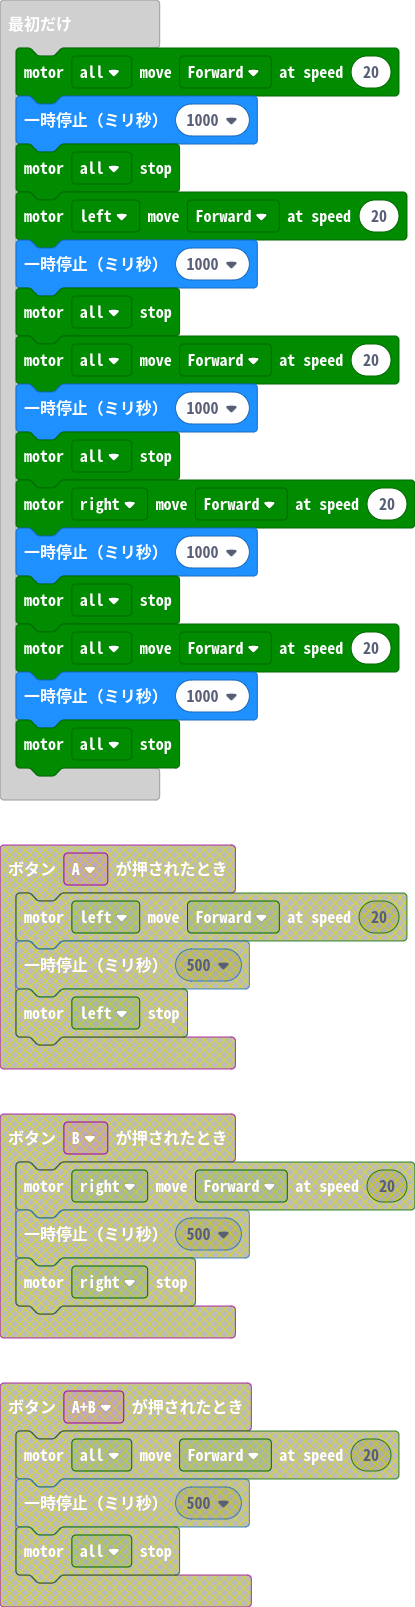 最初だけ
motor all move Forward at speed 20
一時停止（ミリ秒） 1000
motor all stop
motor left move Forward at speed 20
一時停止（ミリ秒） 1000
motor all stop
motor all move Forward at speed 20
一時停止（ミリ秒） 1000
motor all stop
motor right move Forward at speed 20
一時停止（ミリ秒） 1000
motor all stop
motor all move Forward at speed 20
一時停止（ミリ秒） 1000
motor all stop
ボタン A が押されたとき
motor left move Forward at speed 20
一時停止（ミリ秒） 500
motor left stop
ボタン B が押されたとき
motor right move Forward at speed 20
一時停止（ミリ秒） 500
motor right stop
ボタン A+B が押されたとき
motor all move Forward at speed 20
一時停止（ミリ秒） 500
motor all stop